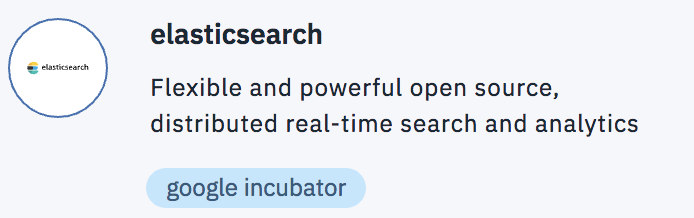 elasticsearch
elasticsearch
Flexible and powerful open source,
distributed real-time search and analytics
google incubator